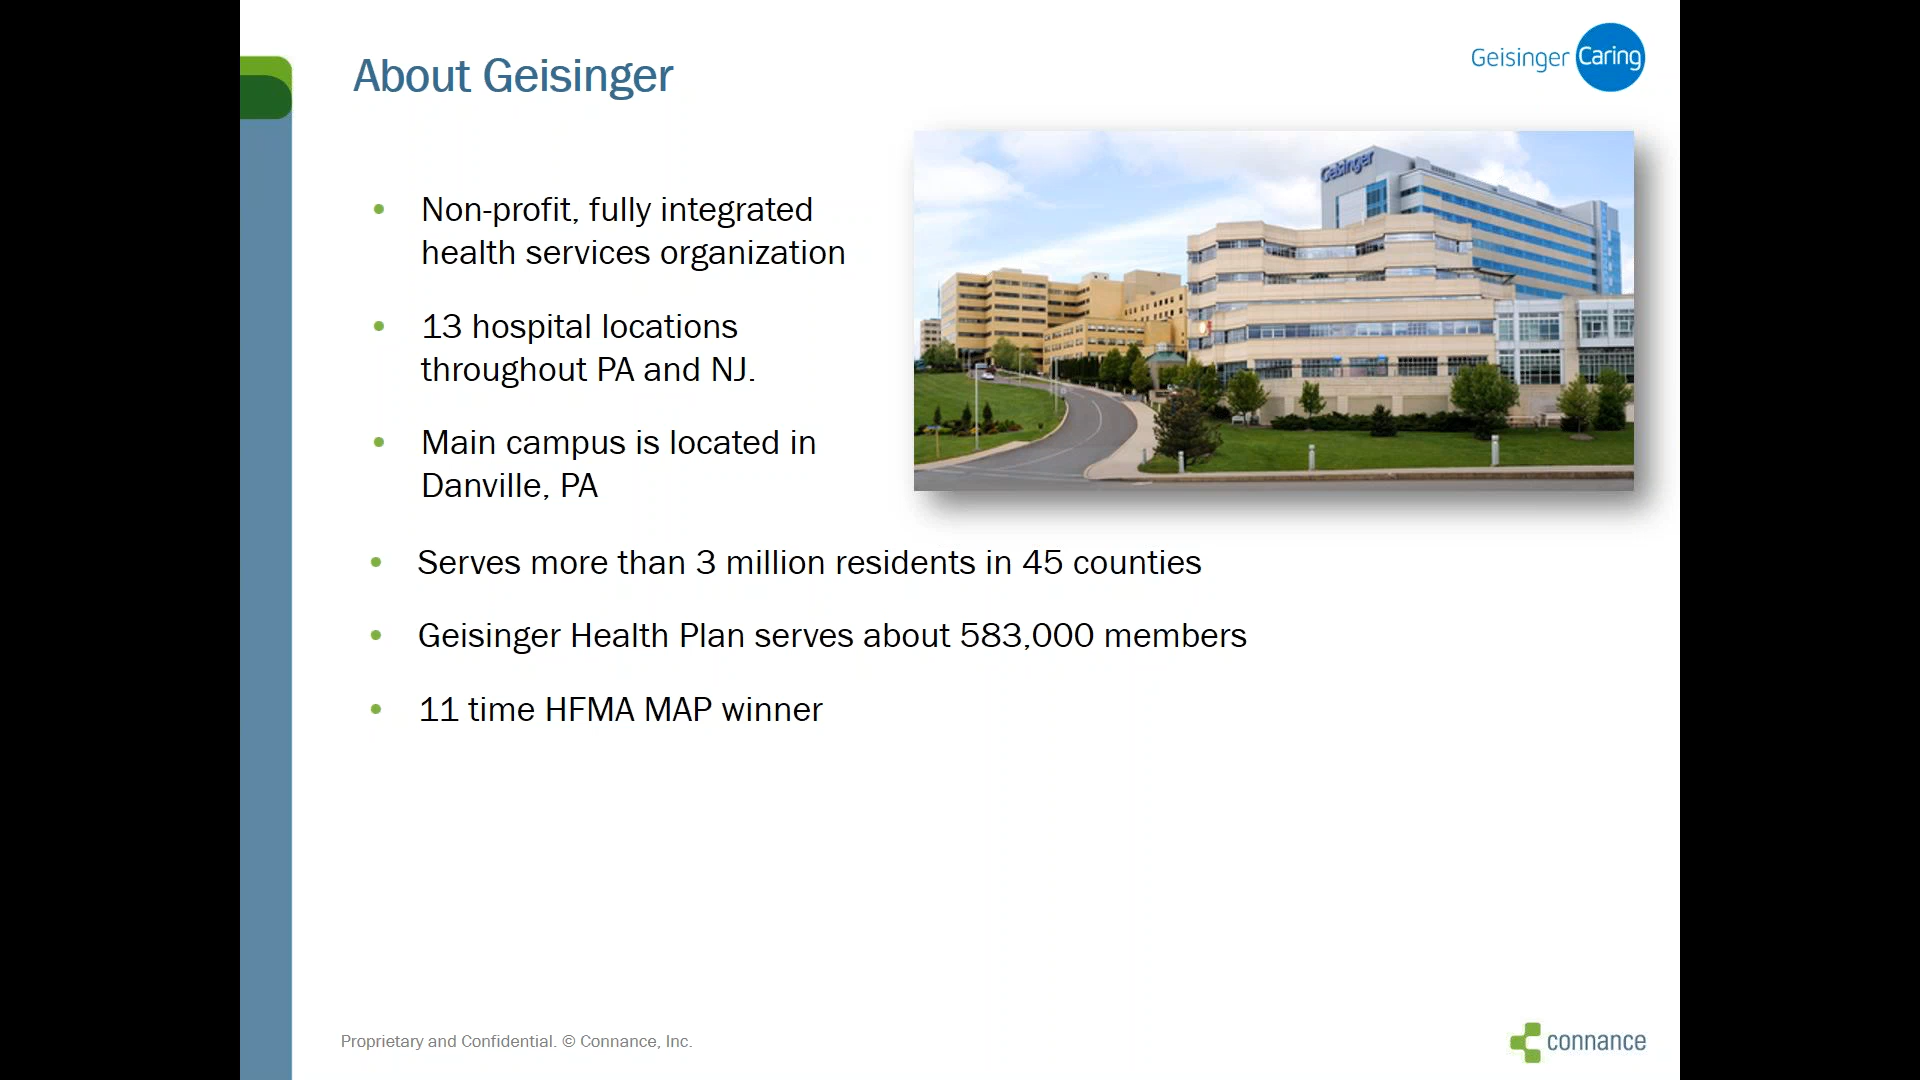 About Geisinger
Geisinger Caring
Geisinger
• Non-profit, fully integrated
health services organization
• 13 hospital locations
throughout PA and NJ.
• Main campus is located in
Danville, PA
• Serves more than 3 million residents in 45 counties
• Geisinger Health Plan serves about 583,000 members
• 11 time HFMA MAP winner
Proprietary and Confidential. © Connance, Inc.
connance